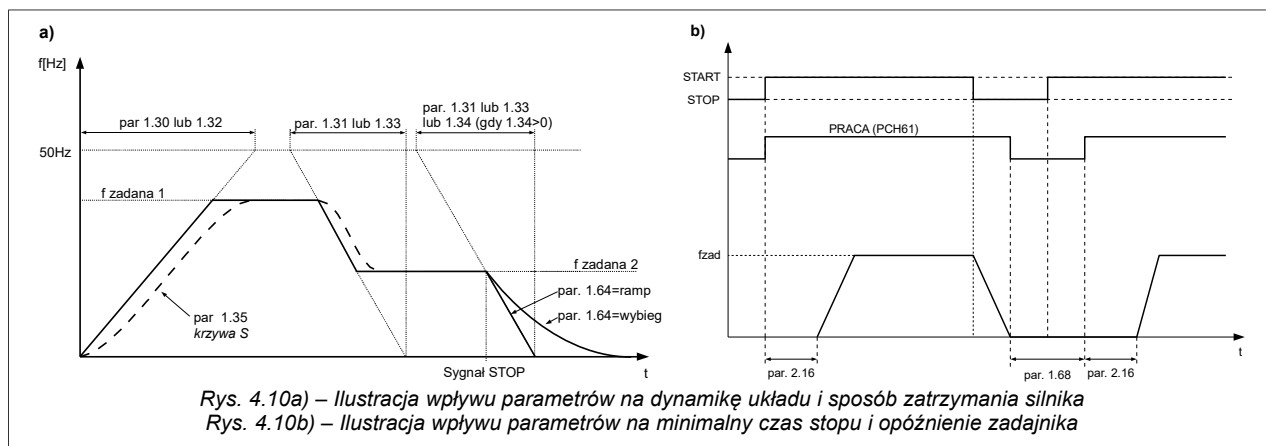 a)
f[Hz]
par 1.30 lub 1.32
par. 1.31 lub 1.33
par. 1.31 lub 1.33
lub 1.34 (gdy 1.34>0)
50Hz
f zadana 1
f zadana 2
par. 1.64=ramp
par. 1.64=wybieg
par 1.35
krzywa S
Sygnał STOP
t
b)
START
STOP
PRACA (PCH61)
fzad
t
par. 2.16
par. 1.68
par. 2.16
Rys. 4.10a) – Ilustracja wpływu parametrów na dynamikę układu i sposób zatrzymania silnika
Rys. 4.10b) – Ilustracja wpływu parametrów na minimalny czas stopu i opóźnienie zadajnika